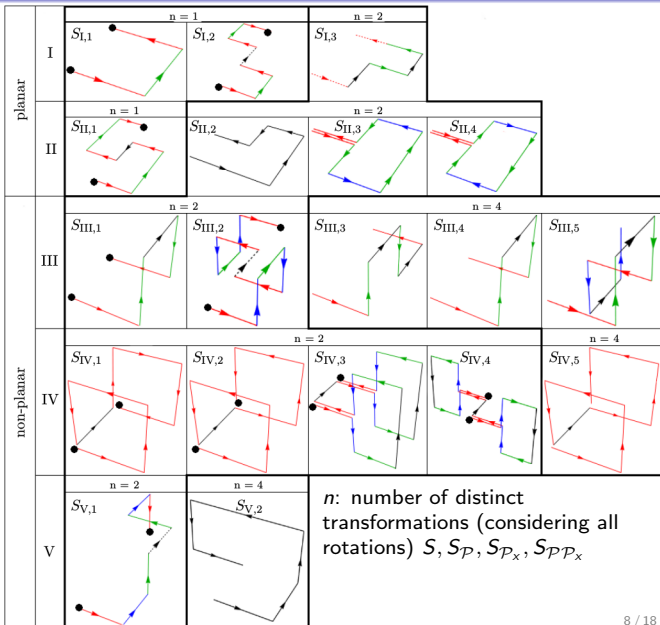 n = 1
n = 2
planar
I
S_{I,1}
S_{I,2}
S_{I,3}
n = 1
n = 2
II
S_{II,1}
S_{II,2}
S_{II,3}
S_{II,4}
n = 2
n = 4
non-planar
III
S_{III,1}
S_{III,2}
S_{III,3}
S_{III,4}
S_{III,5}
n = 2
n = 4
IV
S_{IV,1}
S_{IV,2}
S_{IV,3}
S_{IV,4}
S_{IV,5}
n = 2
n = 4
V
S_{V,1}
S_{V,2}
n: number of distinct
transformations (considering all
rotations) S, S_𝒫, S_{𝒫_x}, S_{𝒫𝒫_x}
8 / 18